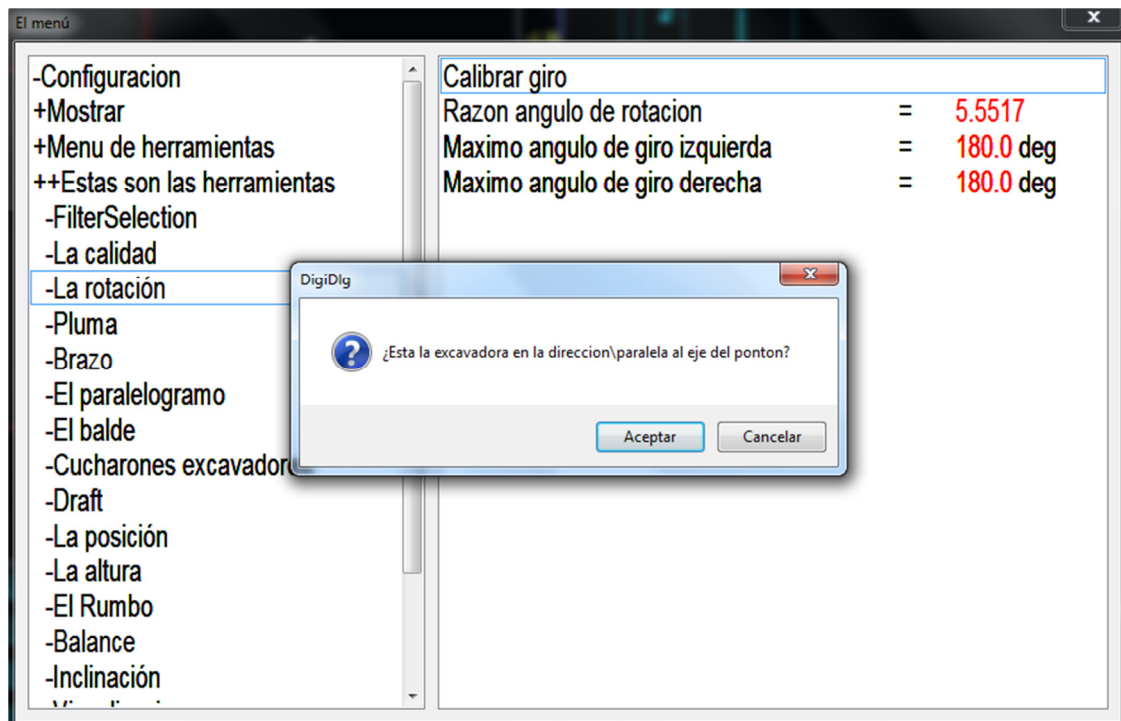 El menú
x
-Configuracion
+Mostrar
+Menu de herramientas
++Estas son las herramientas
-FilterSelection
-La calidad
-La rotación
-Pluma
-Brazo
-El paralelogramo
-El balde
-Cucharones excavador
-Draft
-La posición
-La altura
-El Rumbo
-Balance
-Inclinación
Calibrar giro
Razon angulo de rotacion = 5.5517
Maximo angulo de giro izquierda = 180.0 deg
Maximo angulo de giro derecha = 180.0 deg
DigiDlg
x
¿Esta la excavadora en la direccion\paralela al eje del ponton?
Aceptar Cancelar